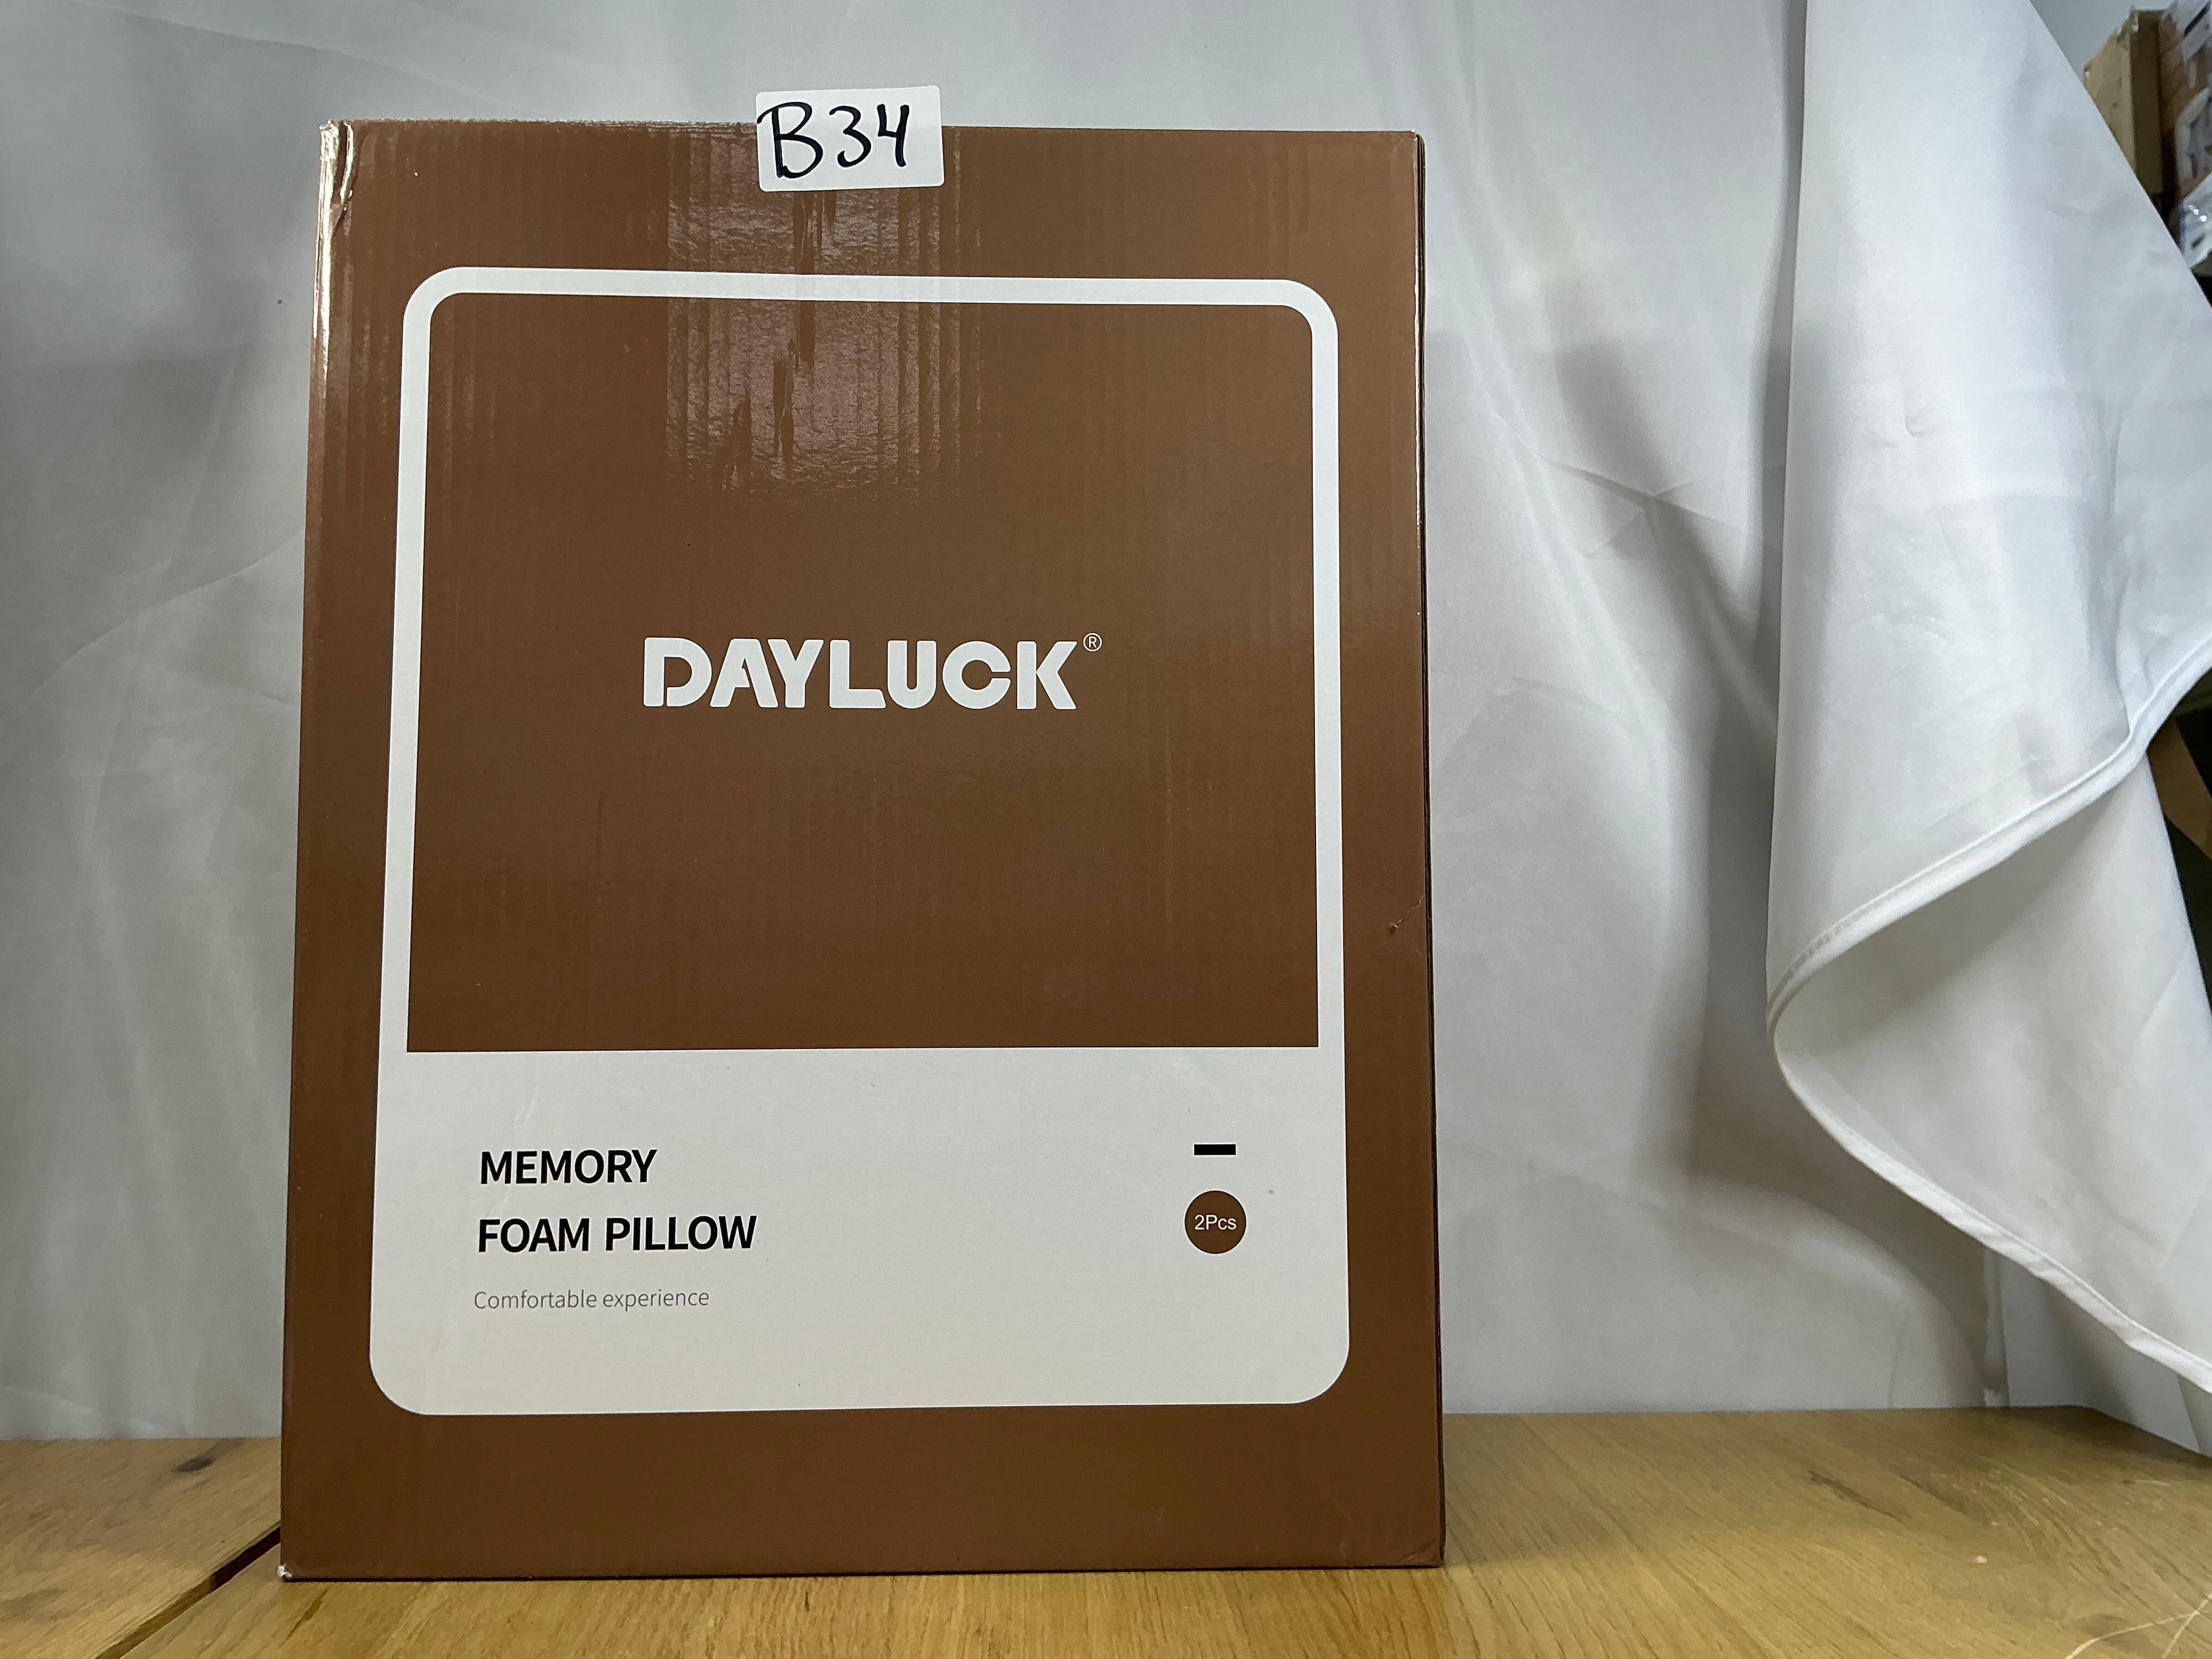 B34
DAYLUCK®
MEMORY
FOAM PILLOW
2Pcs
Comfortable experience